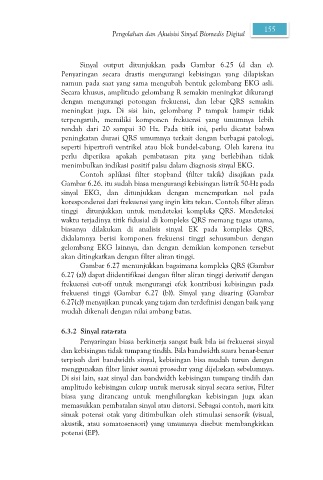 Pengolahan dan Akuisisi Sinyal Biomedis Digital 155
Sinyal output ditunjukkan pada Gambar 6.25 (d dan e).
Penyaringan secara drastis mengurangi kebisingan yang dilapiskan
namun pada saat yang sama mengubah bentuk gelombang EKG asli.
Secara khusus, amplitudo gelombang R semakin meningkat dikurangi
dengan mengurangi potongan frekuensi, dan lebar QRS semakin
meningkat juga. Di sisi lain, gelombang P tampak hampir tidak
terpengaruh, memiliki komponen frekuensi yang umumnya lebih
rendah dari 20 sampai 30 Hz. Pada titik ini, perlu dicatat bahwa
peningkatan durasi QRS umumnya terkait dengan berbagai patologi,
seperti hipertrofi ventrikel atau blok bundel-cabang. Oleh karena itu
perlu diperiksa apakah pembatasan pita yang berlebihan tidak
menimbulkan indikasi positif palsu dalam diagnosis sinyal EKG.
Contoh aplikasi filter stopband (filter takik) disajikan pada
Gambar 6.26. itu sudah biasa mengurangi kebisingan listrik 50-Hz pada
sinyal EKG, dan ditunjukkan dengan menempatkan nol pada
korespondensi dari frekuensi yang ingin kita tekan. Contoh filter aliran
tinggi ditunjukkan untuk mendeteksi kompleks QRS. Mendeteksi
waktu terjadinya titik fidusial di kompleks QRS memang tugas utama,
biasanya dilakukan di analisis sinyal EK pada kompleks QRS,
didalamnya berisi komponen frekuensi tinggi sehusumbun dengan
gelombang EKG lainnya, dan dengan demikian komponen tersebut
akan ditingkatkan dengan filter aliran tinggi.
Gambar 6.27 menunjukkan bagaimana kompleks QRS (Gambar
6.27 (a)) dapat diidentifikasi dengan filter aliran tinggi derivatif dengan
frekuensi cut-off untuk mengurangi efek kontribusi kebisingan pada
frekuensi tinggi (Gambar 6.27 (b)). Sinyal yang disaring (Gambar
6.27(c)) menyajikan puncak yang tajam dan terdefinisi dengan baik yang
mudah dikenali dengan nilai ambang batas.
6.3.2 Sinyal rata-rata
Penyaringan biasa berkinerja sangat baik bila isi frekuensi sinyal
dan kebisingan tidak tumpang tindih. Bila bandwidth suara benar-benar
terpisah dari bandwidth sinyal, kebisingan bisa mudah turun dengan
menggunakan filter linier sesuai prosedur yang dijelaskan sebelumnya.
Di sisi lain, saat sinyal dan bandwidth kebisingan tumpang tindih dan
amplitudo kebisingan cukup untuk merusak sinyal secara serius, Filter
biasa yang dirancang untuk menghilangkan kebisingan juga akan
memasukkan pembatalan sinyal atau distorsi. Sebagai contoh, mari kita
simak potensi otak yang ditimbulkan oleh stimulasi sensorik (visual,
akustik, atau somatosensori) yang umumnya disebut membangkitkan
potensi (EP).